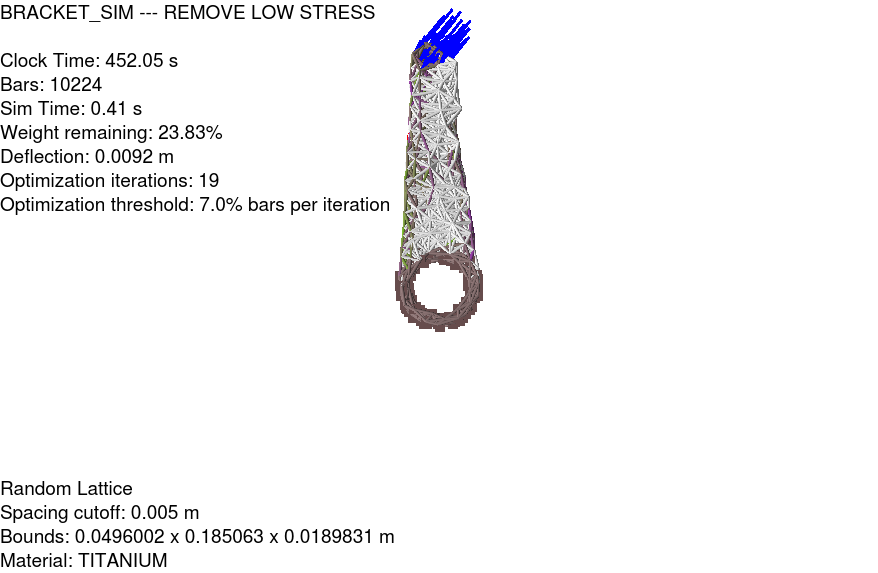 BRACKET_SIM --- REMOVE LOW STRESS
Clock Time: 452.05 s
Bars: 10224
Sim Time: 0.41 s
Weight remaining: 23.83%
Deflection: 0.0092 m
Optimization iterations: 19
Optimization threshold: 7.0% bars per iteration
Random Lattice
Spacing cutoff: 0.005 m
Bounds: 0.0496002 x 0.185063 x 0.0189831 m
Material: TITANIUM